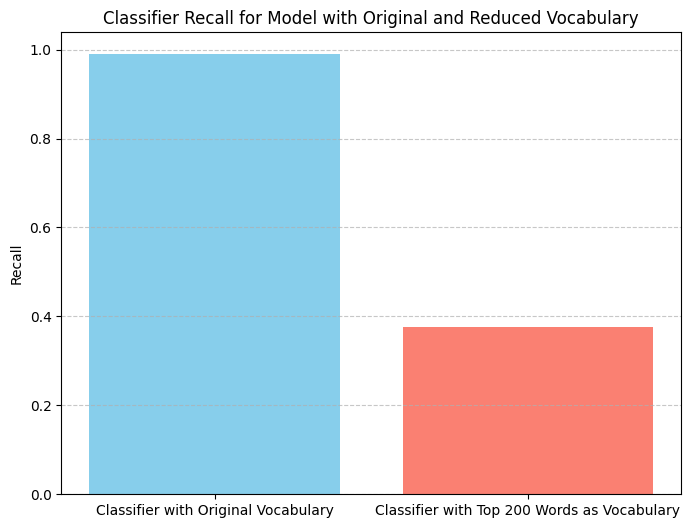 Classifier Recall for Model with Original and Reduced Vocabulary
Recall
1.0
0.8
0.6
0.4
0.2
0.0
Classifier with Original Vocabulary
Classifier with Top 200 Words as Vocabulary